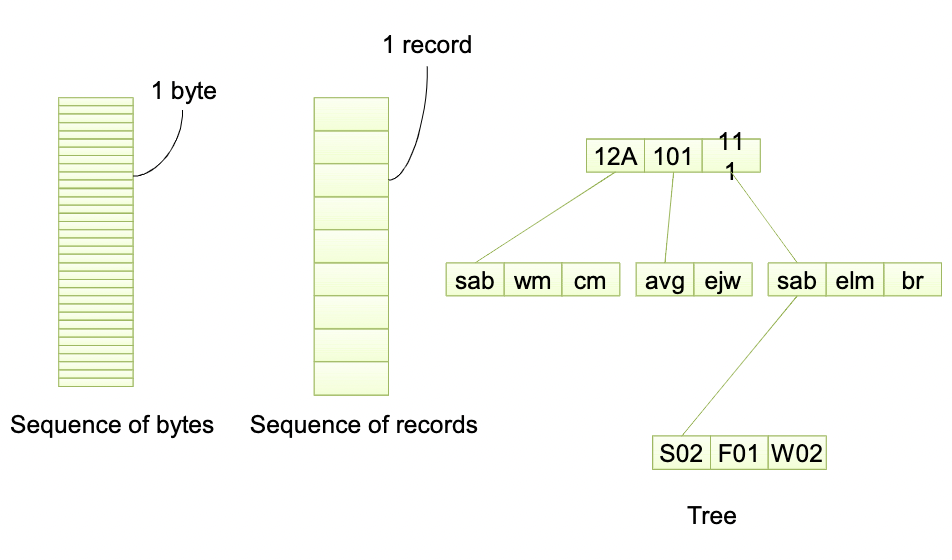 1 record
1 byte
12A 101 11
1
sab wm cm avg ejw sab elm br
Sequence of bytes Sequence of records
S02 F01 W02
Tree